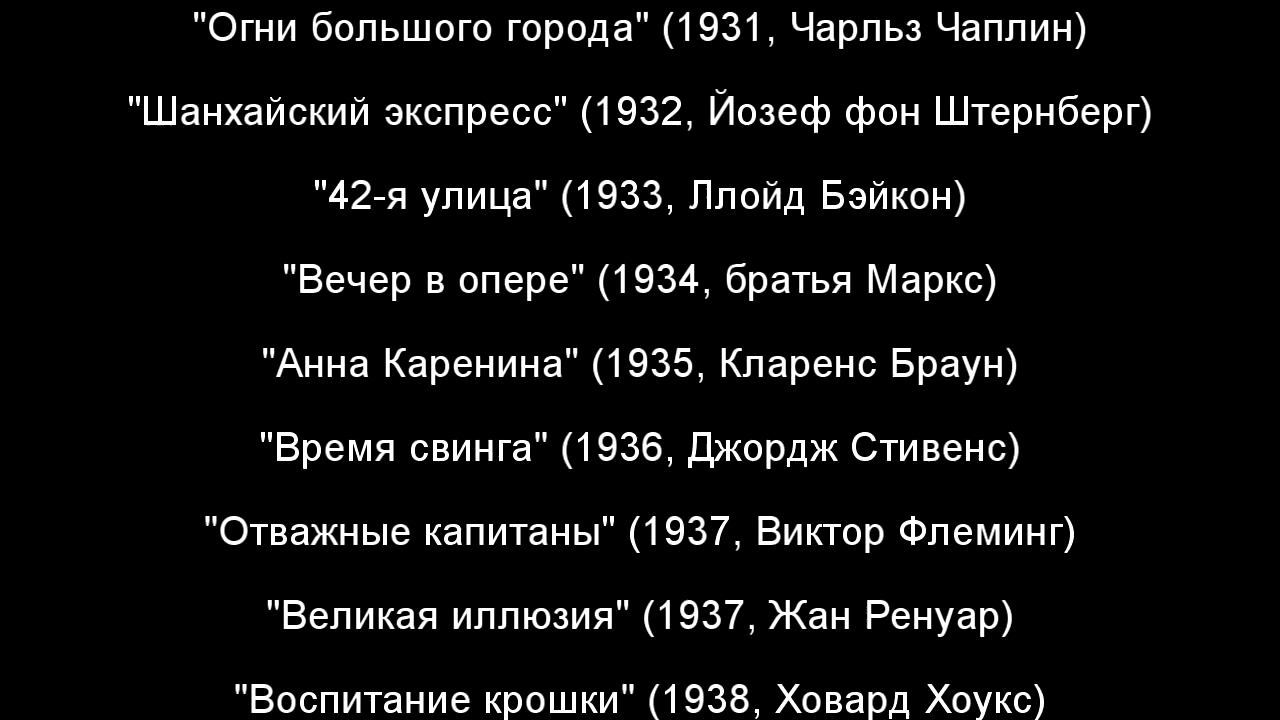 "Огни большого города" (1931, Чарльз Чаплин)
"Шанхайский экспресс" (1932, Йозеф фон Штернберг)
"42-я улица" (1933, Ллойд Бэйкон)
"Вечер в опере" (1934, братья Маркс)
"Анна Каренина" (1935, Кларенс Браун)
"Время свинга" (1936, Джордж Стивенс)
"Отважные капитаны" (1937, Виктор Флеминг)
"Великая иллюзия" (1937, Жан Ренуар)
"Воспитание крошки" (1938, Ховард Хоукс)